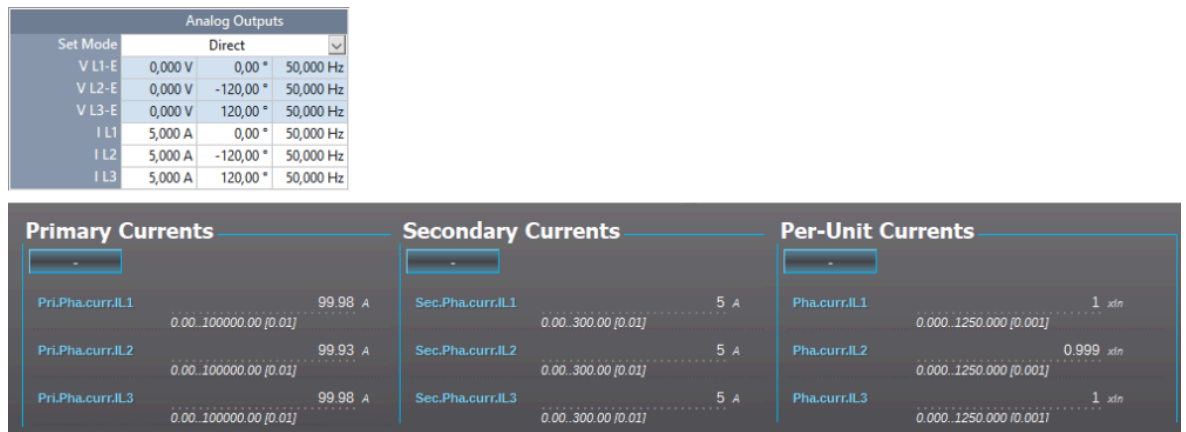 Analog Outputs
Set Mode Direct
V L1-E 0,000 V 0,00 ° 50,000 Hz
V L2-E 0,000 V -120,00 ° 50,000 Hz
V L3-E 0,000 V 120,00 ° 50,000 Hz
I L1 5,000 A 0,00 ° 50,000 Hz
I L2 5,000 A -120,00 ° 50,000 Hz
I L3 5,000 A 120,00 ° 50,000 Hz
Primary Currents Secondary Currents Per-Unit Currents
- - -
Pri.Pha.curr.IL1 99.98 A Sec.Pha.curr.IL1 5 A Pha.curr.IL1 1 xIn
0.00..100000.00 [0.01] 0.00..300.00 [0.01] 0.000..1250.000 [0.001]
Pri.Pha.curr.IL2 99.93 A Sec.Pha.curr.IL2 5 A Pha.curr.IL2 0.999 xIn
0.00..100000.00 [0.01] 0.00..300.00 [0.01] 0.000..1250.000 [0.001]
Pri.Pha.curr.IL3 99.98 A Sec.Pha.curr.IL3 5 A Pha.curr.IL3 1 xIn
0.00..100000.00 [0.01] 0.00..300.00 [0.01] 0.000..1250.000 [0.001]